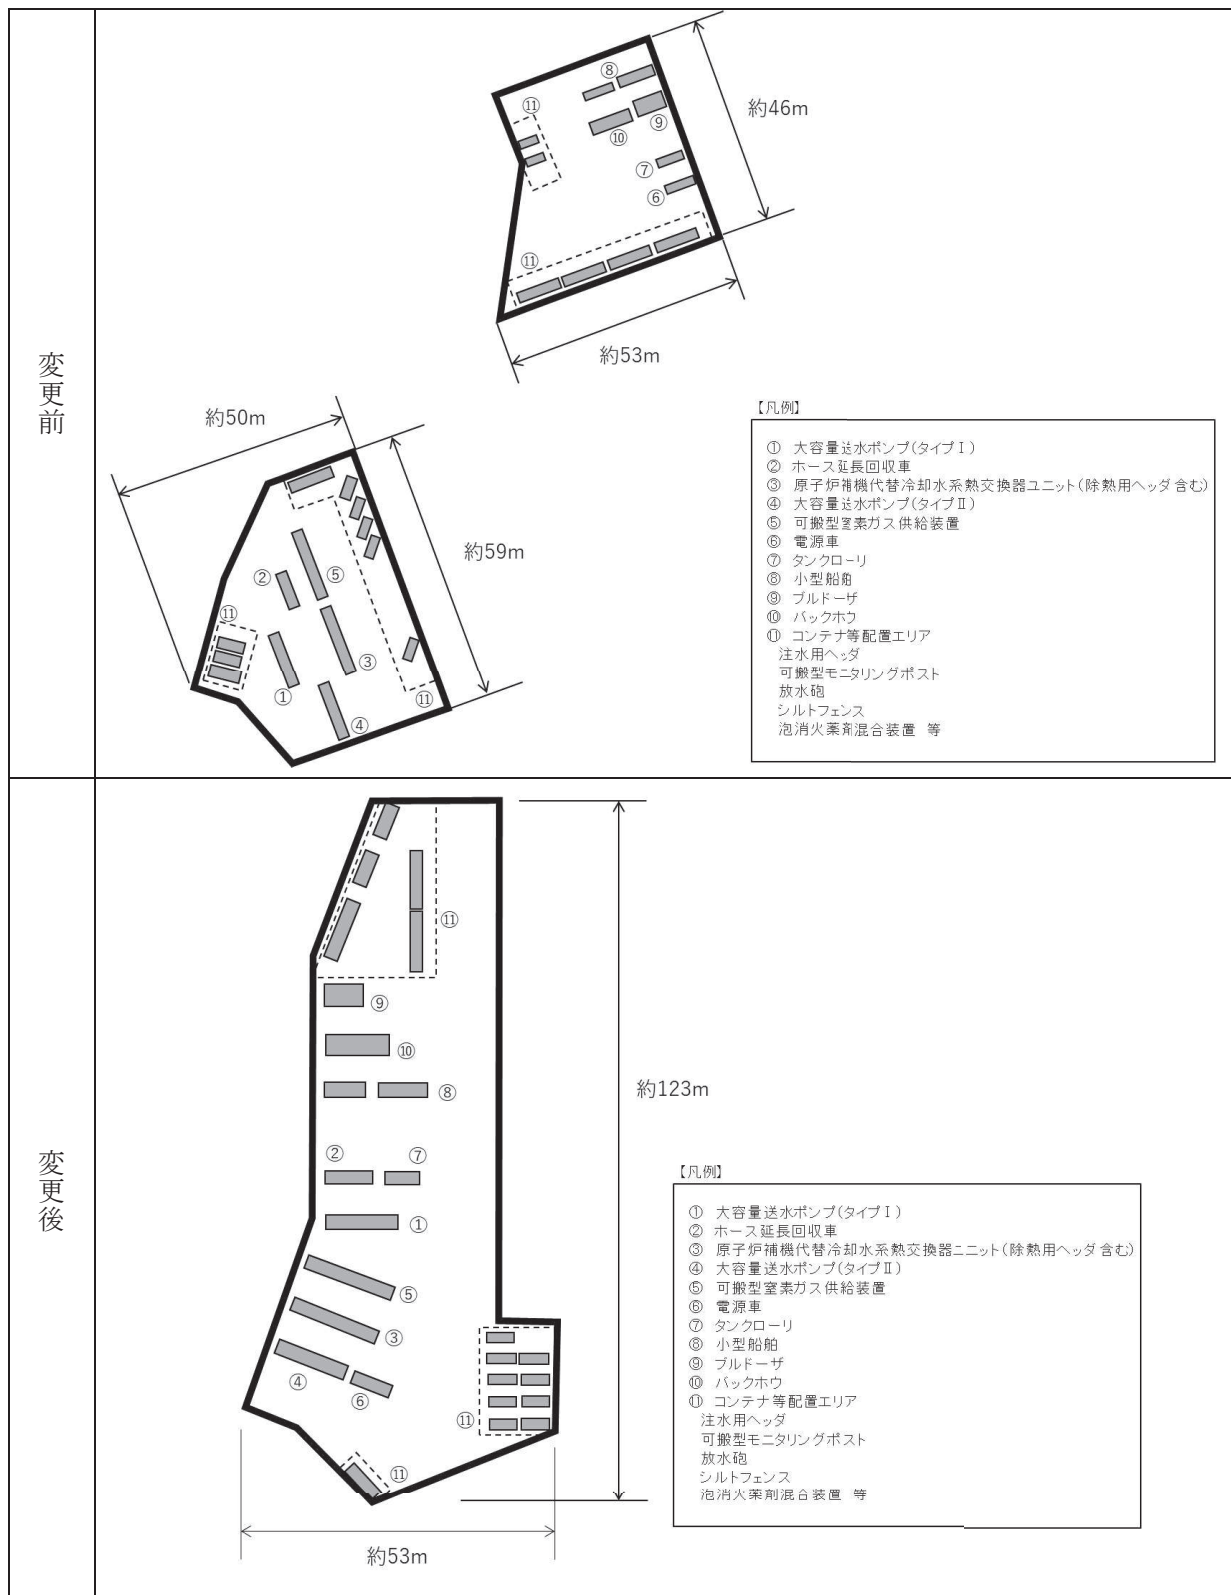 変更前
⑧
⑪
⑨
⑩
約46m
⑦
⑥
⑪
約53m
約50m
②
⑤
約59m
⑪
③
①
⑪
④
【凡例】
① 大容量送水ポンプ(タイプⅠ)
② ホース延長回収車
③ 原子炉補機代替冷却水系熱交換器ユニット(除熱用ヘッダ含む)
④ 大容量送水ポンプ(タイプⅡ)
⑤ 可搬型窒素ガス供給装置
⑥ 電源車
⑦ タンクローリ
⑧ 小型船舶
⑨ ブルドーザ
⑩ バックホウ
⑪ コンテナ等配置エリア
注水用ヘッダ
可搬型モニタリングポスト
放水砲
シルトフェンス
泡消火薬剤混合装置 等
変更後
⑪
⑨
⑩
⑧
約123m
② ⑦
①
⑤
③
④
⑥
⑪
⑪
約53m
【凡例】
① 大容量送水ポンプ(タイプⅠ)
② ホース延長回収車
③ 原子炉補機代替冷却水系熱交換器ニニット(除熱用ヘッダ含む)
④ 大容量送水ポンプ(タイプⅡ)
⑤ 可搬型窒素ガス供給装置
⑥ 電源車
⑦ タンクローリ
⑧ 小型船舶
⑨ ブルドーザ
⑩ バックホウ
⑪ コンテナ等配置エリア
注水用ヘッダ
可搬型モニタリングポスト
放水砲
シルトフェンス
泡消火薬剤混合装置 等